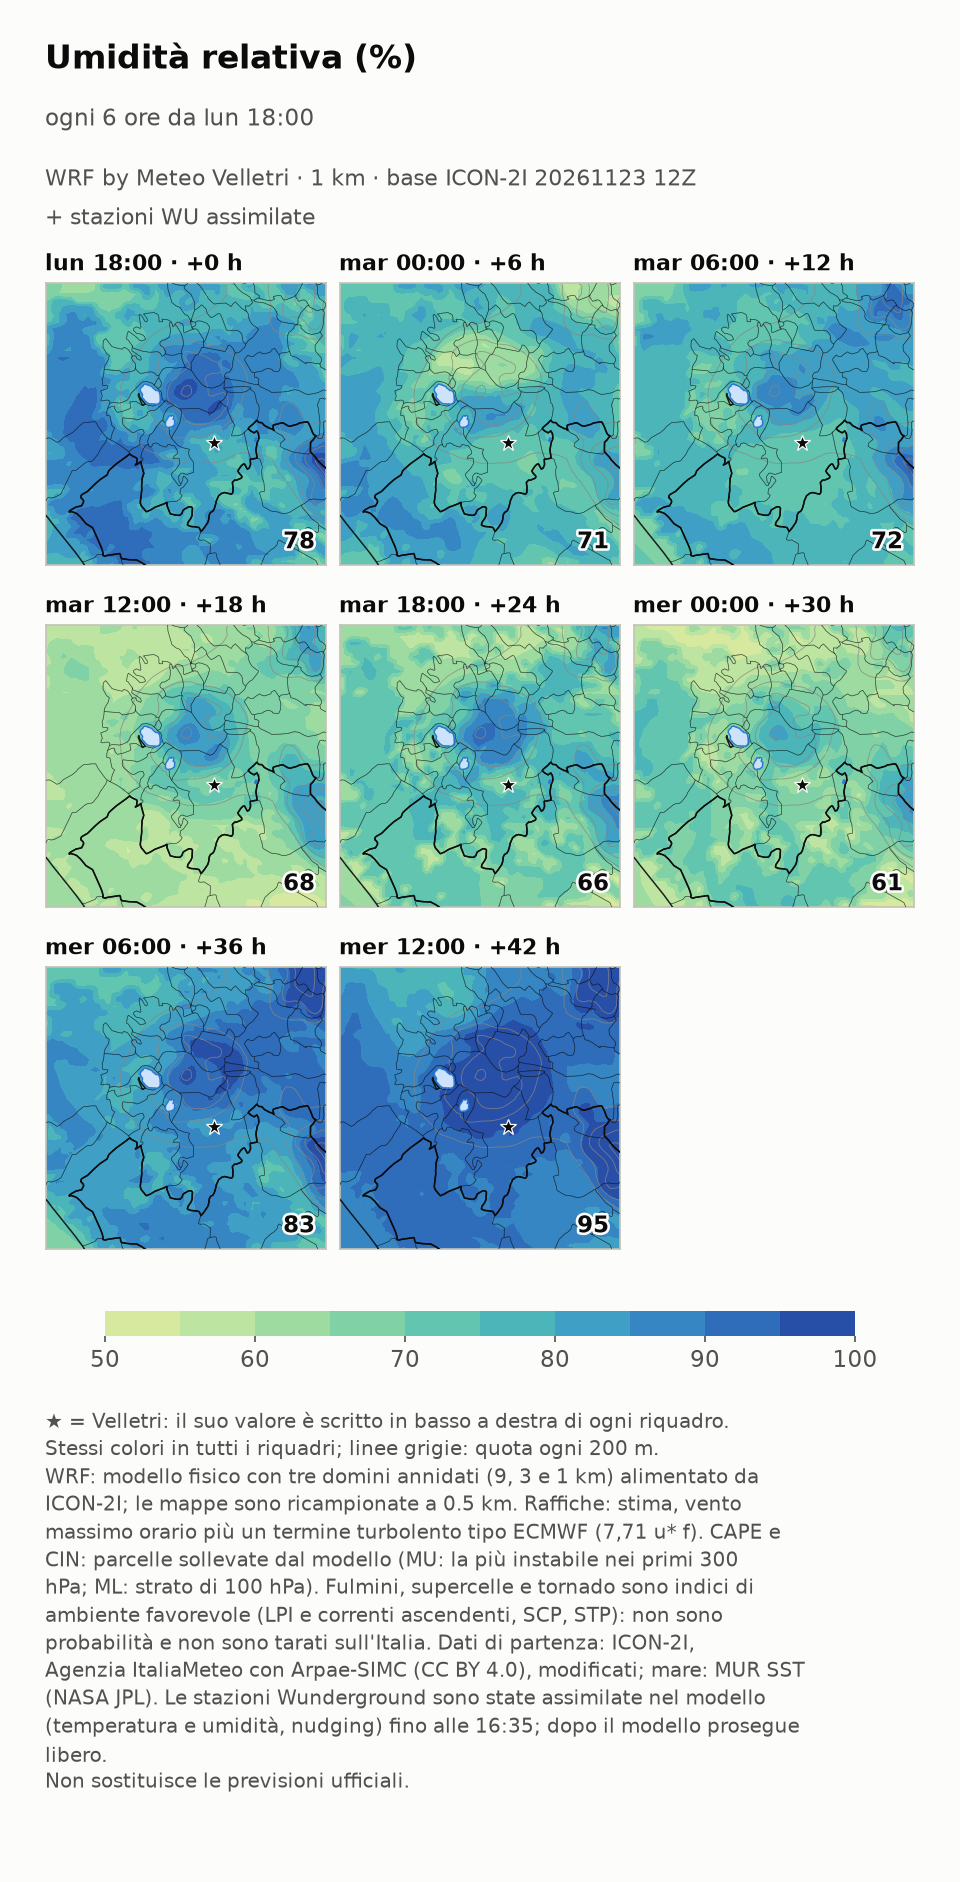 Umidità relativa (%)
ogni 6 ore da lun 18:00
WRF by Meteo Velletri · 1 km · base ICON-2I 20261123 12Z
+ stazioni WU assimilate
lun 18:00 · +0 h
mar 00:00 · +6 h
mar 06:00 · +12 h
78
71
72
mar 12:00 · +18 h
mar 18:00 · +24 h
mer 00:00 · +30 h
68
66
61
mer 06:00 · +36 h
mer 12:00 · +42 h
83
95
50
60
70
80
90
100
★ = Velletri: il suo valore è scritto in basso a destra di ogni riquadro.
Stessi colori in tutti i riquadri; linee grigie: quota ogni 200 m.
WRF: modello fisico con tre domini annidati (9, 3 e 1 km) alimentato da
ICON-2I; le mappe sono ricampionate a 0.5 km. Raffiche: stima, vento
massimo orario più un termine turbolento tipo ECMWF (7,71 u* f). CAPE e
CIN: parcelle sollevate dal modello (MU: la più instabile nei primi 300
hPa; ML: strato di 100 hPa). Fulmini, supercelle e tornado sono indici di
ambiente favorevole (LPI e correnti ascendenti, SCP, STP): non sono
probabilità e non sono tarati sull'Italia. Dati di partenza: ICON-2I,
Agenzia ItaliaMeteo con Arpae-SIMC (CC BY 4.0), modificati; mare: MUR SST
(NASA JPL). Le stazioni Wunderground sono state assimilate nel modello
(temperatura e umidità, nudging) fino alle 16:35; dopo il modello prosegue
libero.
Non sostituisce le previsioni ufficiali.